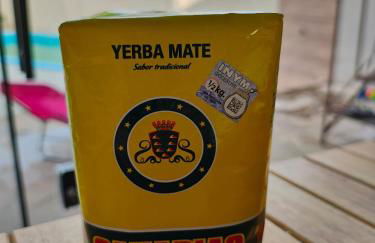 YERBA MATE
Sabor tradicional
INYM
½ kg.